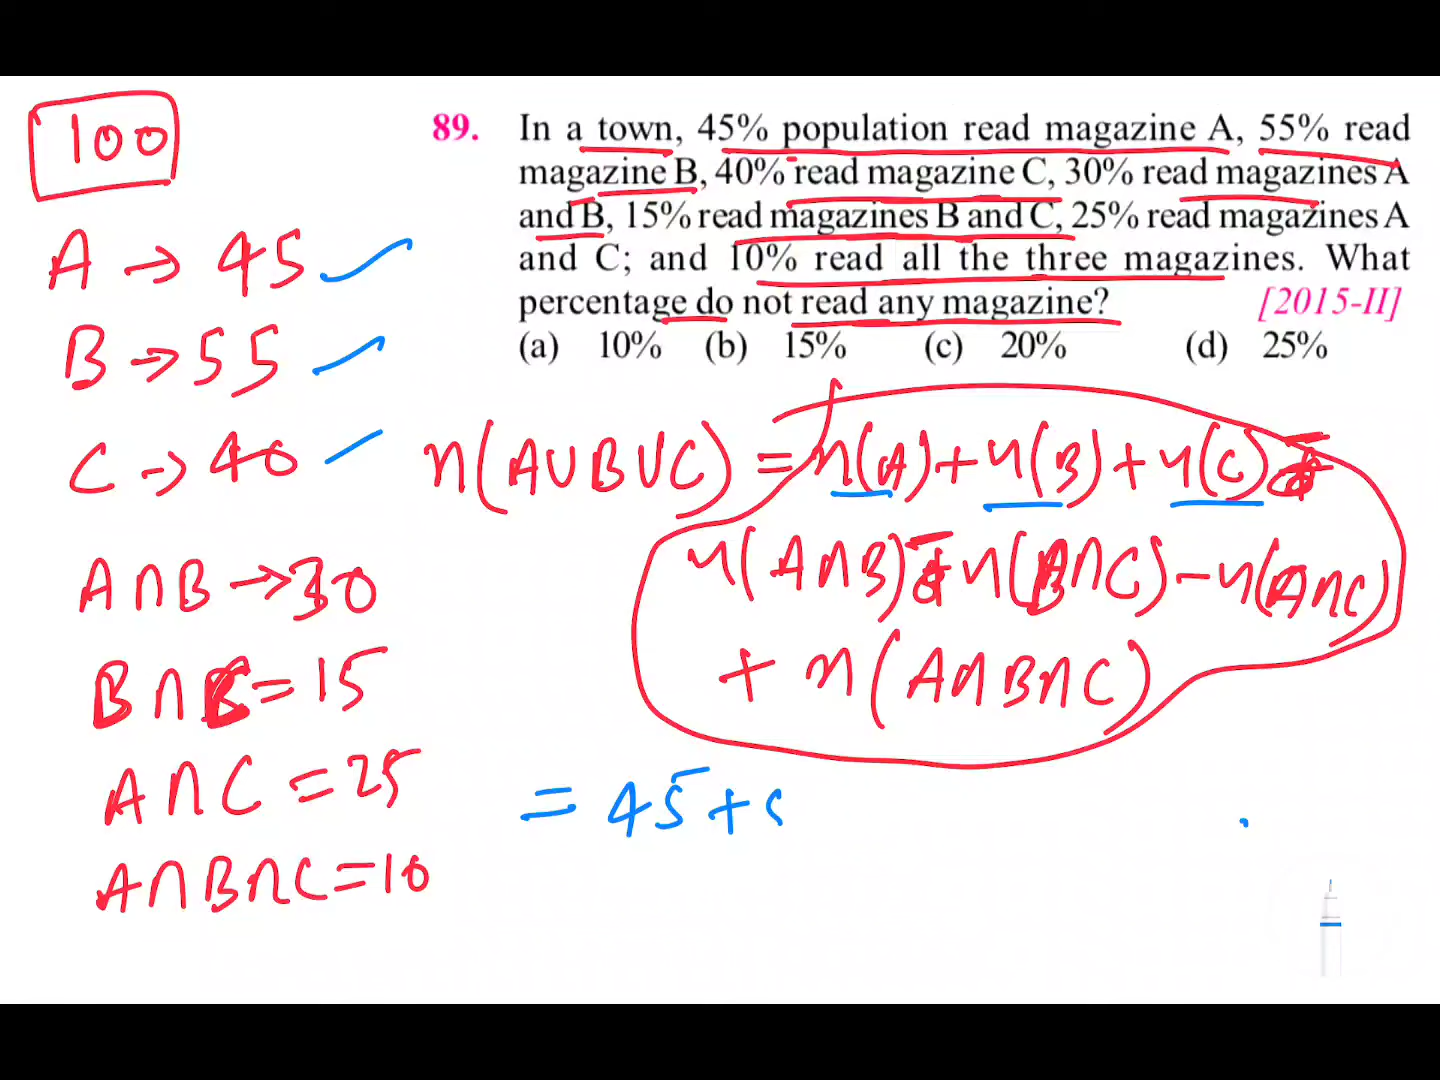 100
89. In a town, 45% population read magazine A, 55% read
magazine B, 40% read magazine C, 30% read magazines A
and B, 15% read magazines B and C, 25% read magazines A
and C; and 10% read all the three magazines. What
percentage do not read any magazine? [2015-II]
(a) 10% (b) 15% (c) 20% (d) 25%
A → 45
B → 55
C → 40
n(A∪B∪C) = n(A) + n(B) + n(C) -
n(A∩B) - n(B∩C) - n(A∩C)
+ n(A∩B∩C)
A∩B → 30
B∩C = 15
A∩C = 25
A∩B∩C = 10
= 45 +